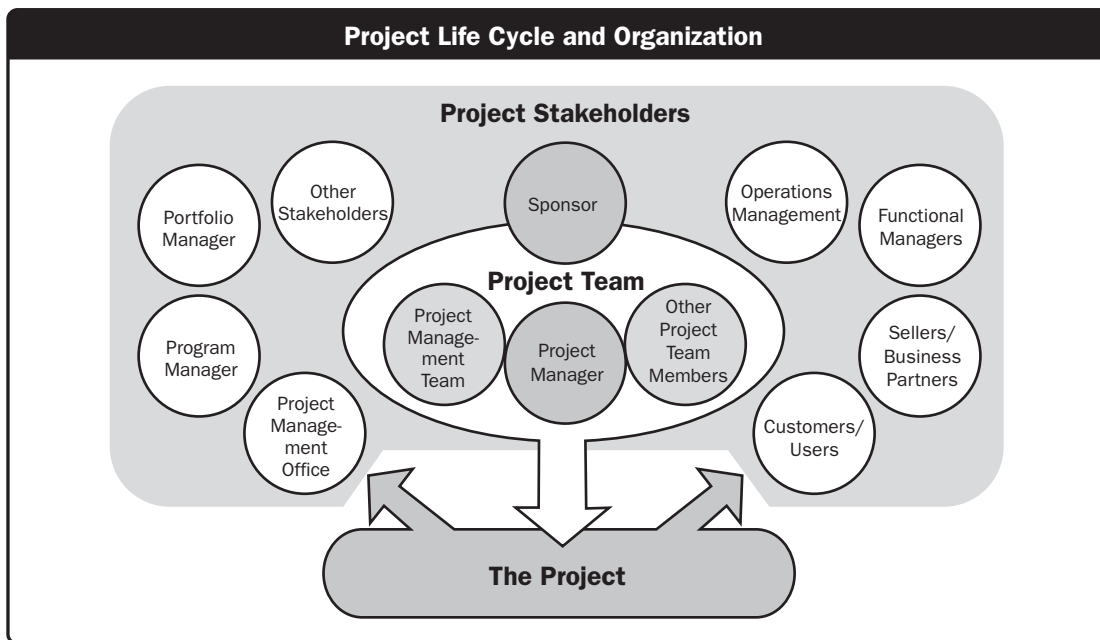 Project Life Cycle and Organization
Project Stakeholders
Portfolio
Manager
Other
Stakeholders
Sponsor
Operations
Management
Functional
Managers
Project Team
Program
Manager
Project
Manage-
ment
Team
Project
Manager
Other
Project
Team
Members
Sellers/
Business
Partners
Project
Manage-
ment
Office
Customers/
Users
The Project